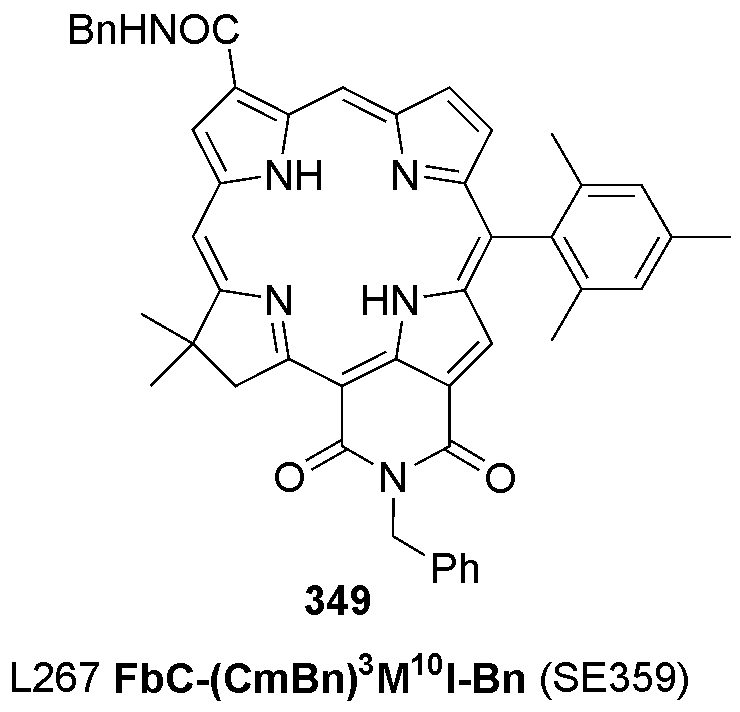 BnHNOC
NH N
N HN
O N O
Ph
349
L267 FbC-(CmBn)³M¹⁰I-Bn (SE359)